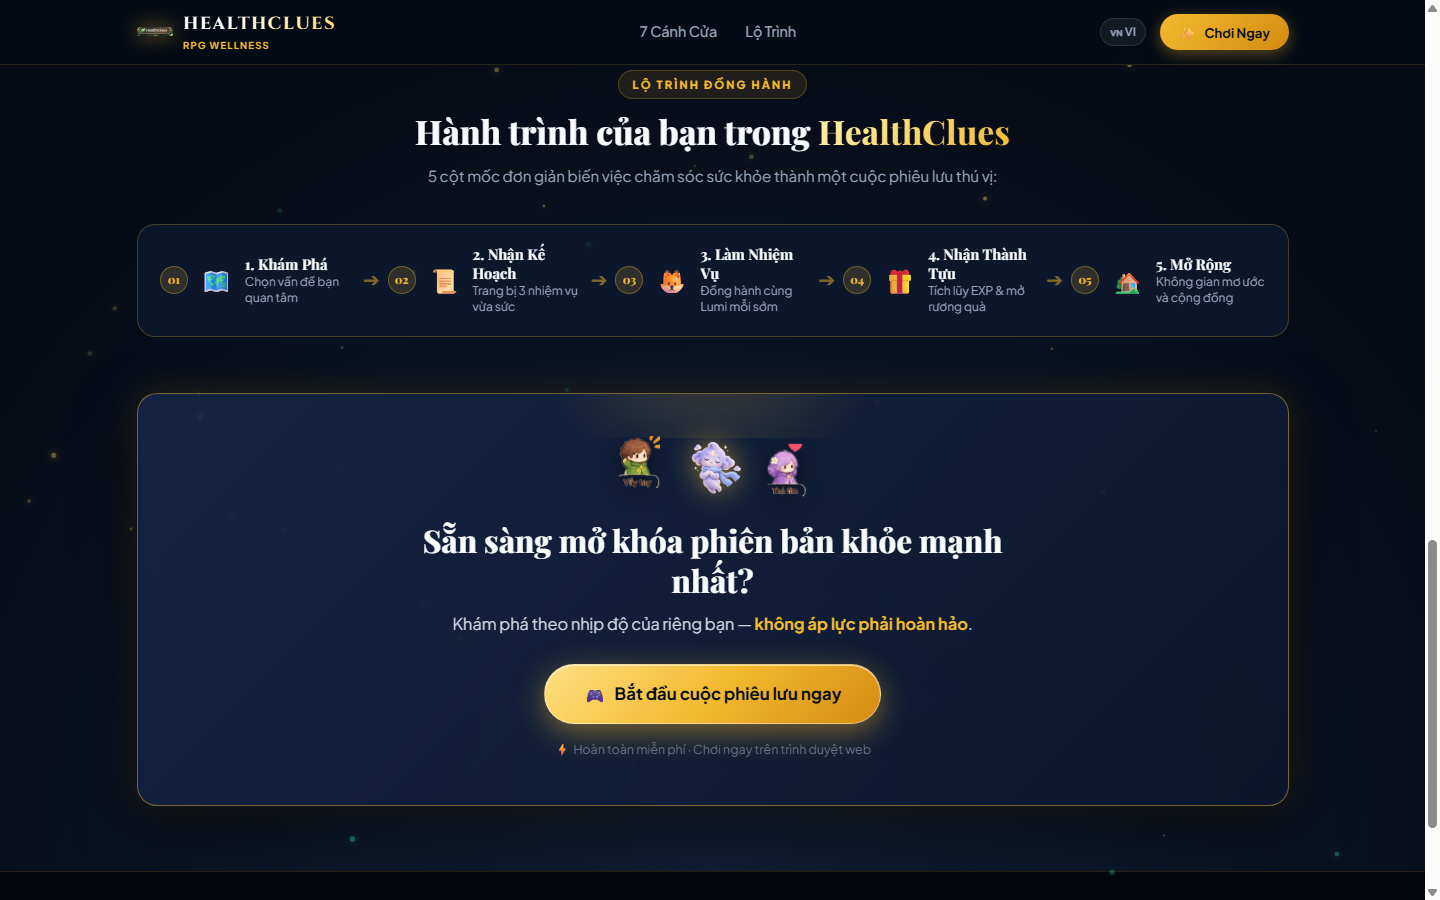 HEALTHCLUES
RPG WELLNESS
7 Cánh Cửa
Lộ Trình
VN VI
Chơi Ngay
LỘ TRÌNH ĐỒNG HÀNH
Hành trình của bạn trong HealthClues
5 cột mốc đơn giản biến việc chăm sóc sức khỏe thành một cuộc phiêu lưu thú vị:
01
1. Khám Phá
Chọn vấn đề bạn
quan tâm
02
2. Nhận Kế
Hoạch
Trang bị 3 nhiệm vụ
vừa sức
03
3. Làm Nhiệm
Vụ
Đồng hành cùng
Lumi mỗi sớm
04
4. Nhận Thành
Tựu
Tích lũy EXP & mở
rương quà
05
5. Mở Rộng
Không gian mơ ước
và cộng đồng
Vẫy tay
Thả tim
Sẵn sàng mở khóa phiên bản khỏe mạnh
nhất?
Khám phá theo nhịp độ của riêng bạn — không áp lực phải hoàn hảo.
Bắt đầu cuộc phiêu lưu ngay
Hoàn toàn miễn phí · Chơi ngay trên trình duyệt web